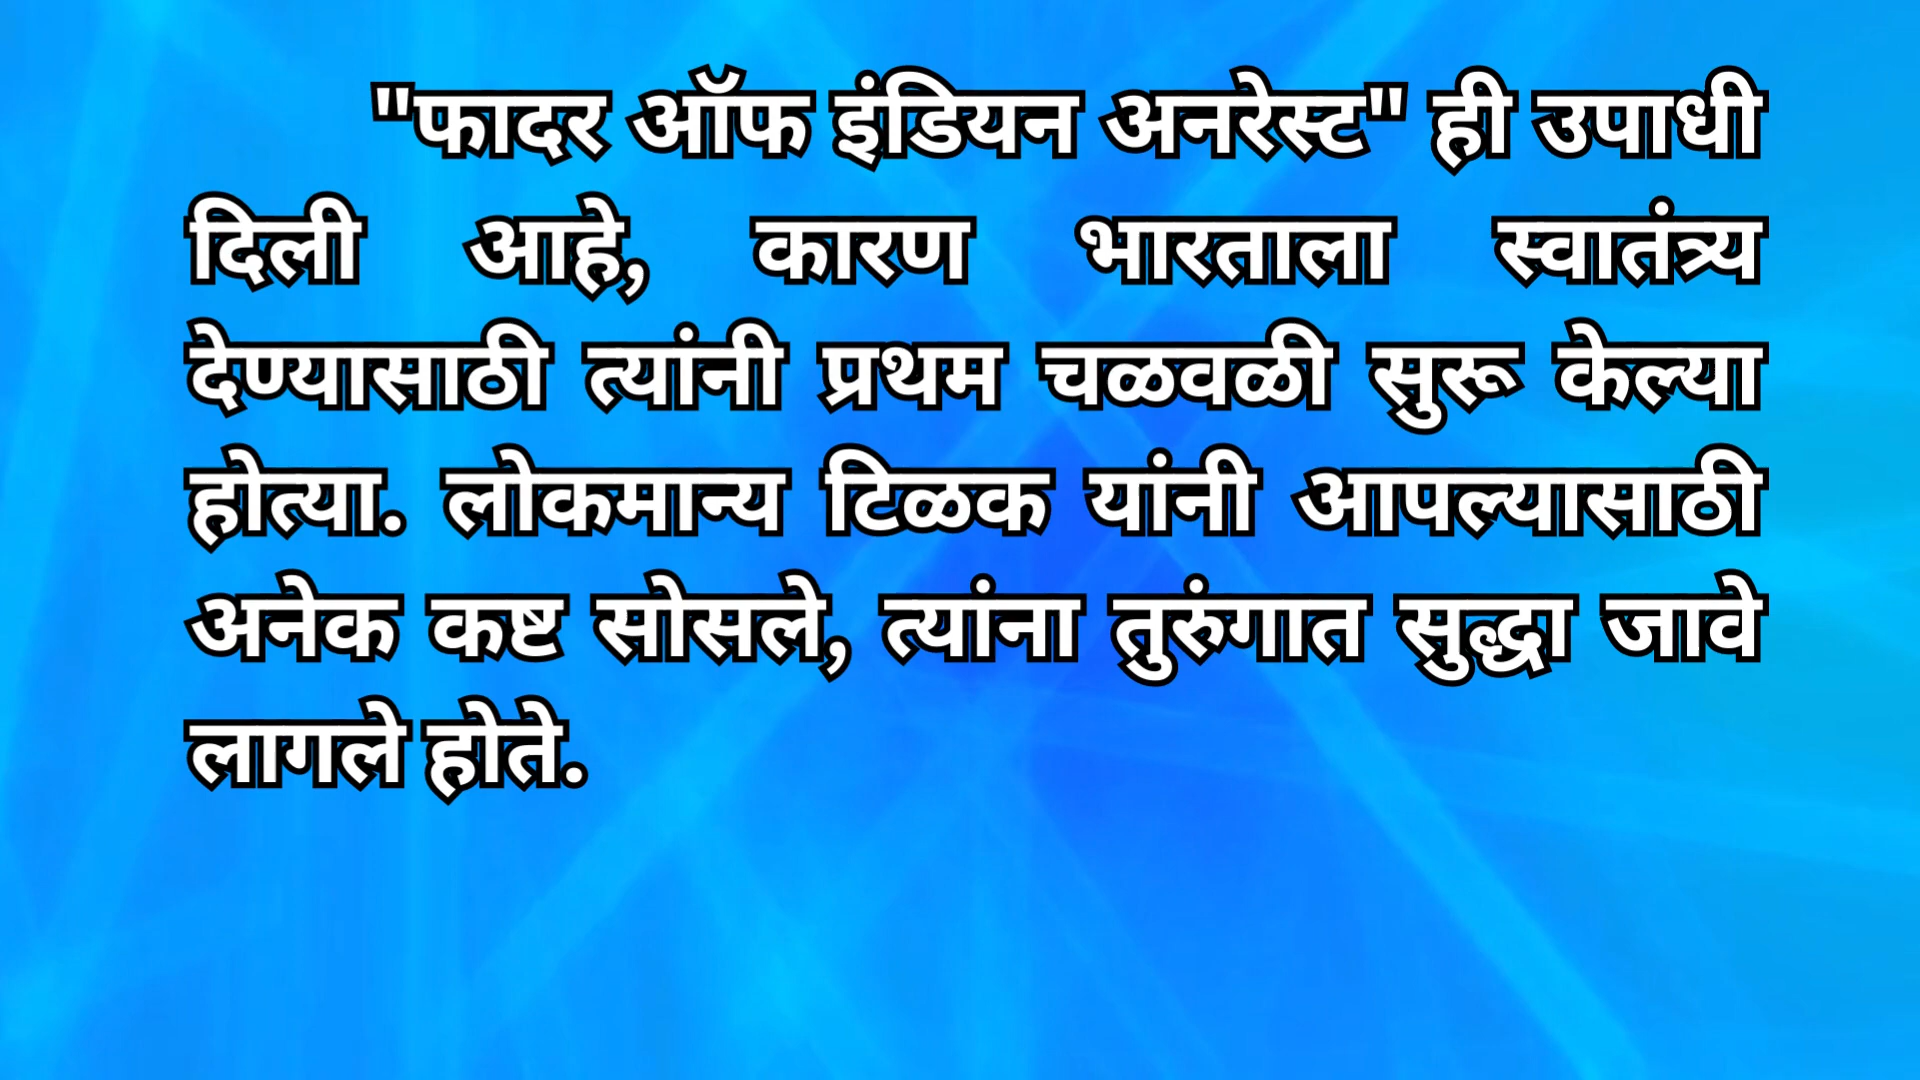 "फादर ऑफ इंडियन अनरेस्ट" ही उपाधी
दिली आहे, कारण भारताला स्वातंत्र्य
देण्यासाठी त्यांनी प्रथम चळवळी सुरू केल्या
होत्या. लोकमान्य टिळक यांनी आपल्यासाठी
अनेक कष्ट सोसले, त्यांना तुरुंगात सुद्धा जावे
लागले होते.